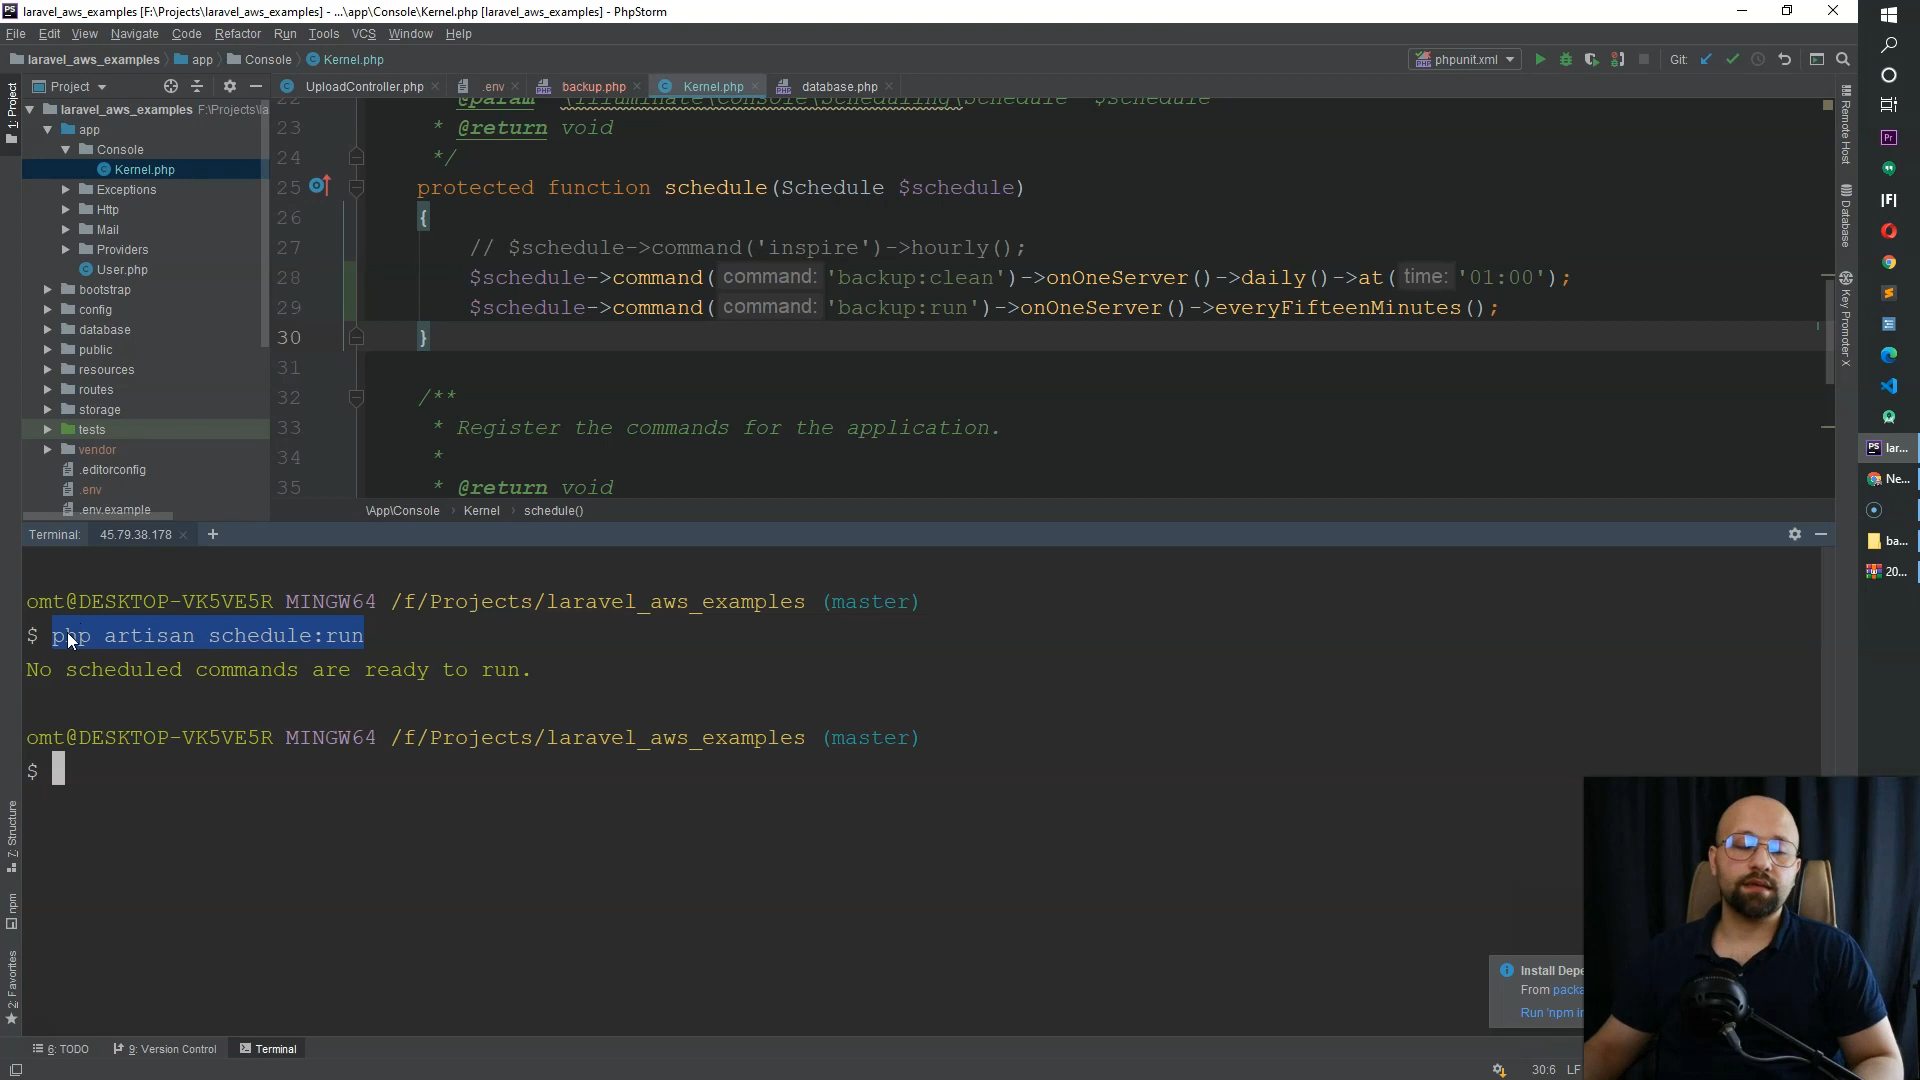 PS laravel_aws_examples [F:\Projects\laravel_aws_examples] - ...\app\Console\Kernel.php [laravel_aws_examples] - PhpStorm
File Edit View Navigate Code Refactor Run Tools VCS Window Help
laravel_aws_examples app Console Kernel.php
phpunit.xml Git:
Project
UploadController.php .env backup.php Kernel.php database.php
1: Project
laravel_aws_examples F:\Projects\la
app
Console
Kernel.php
Exceptions
Http
Mail
Providers
User.php
bootstrap
config
database
public
resources
routes
storage
tests
vendor
.editorconfig
.env
.env.example
22 @param \Illuminate\Console\Scheduling\Schedule $schedule
23 * @return void
24 */
25 protected function schedule(Schedule $schedule)
26 {
27 // $schedule->command('inspire')->hourly();
28 $schedule->command( command: 'backup:clean')->onOneServer()->daily()->at( time: '01:00');
29 $schedule->command( command: 'backup:run')->onOneServer()->everyFifteenMinutes();
30 }
31
32 /**
33 * Register the commands for the application.
34 *
35 * @return void
\App\Console › Kernel › schedule()
Remote Host
Database
Key Promoter X
Pr
|F|
PS lar...
Ne...
ba...
20...
Terminal: 45.79.38.178 +
omt@DESKTOP-VK5VE5R MINGW64 /f/Projects/laravel_aws_examples (master)
$ php artisan schedule:run
No scheduled commands are ready to run.
omt@DESKTOP-VK5VE5R MINGW64 /f/Projects/laravel_aws_examples (master)
$
7: Structure
npm
2: Favorites
Install Depe
From packa
Run 'npm in
6: TODO 9: Version Control Terminal
30:6 LF